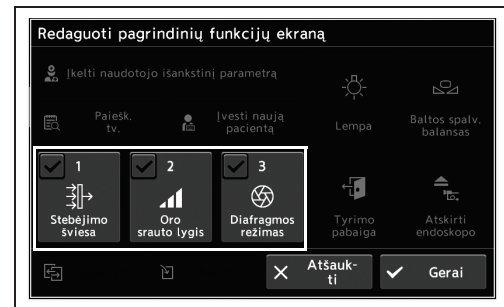 Redaguoti pagrindinių funkcijų ekraną
Įkelti naudotojo išankstinį parametrą
Paiešk.
tv.
Įvesti naują
pacientą
Lempa
Baltos spalv.
balansas
1
Stebėjimo
šviesa
2
Oro
srauto lygis
3
Diafragmos
režimas
Tyrimo
pabaiga
Atskirti
endoskopo
Atšauk-
ti
Gerai